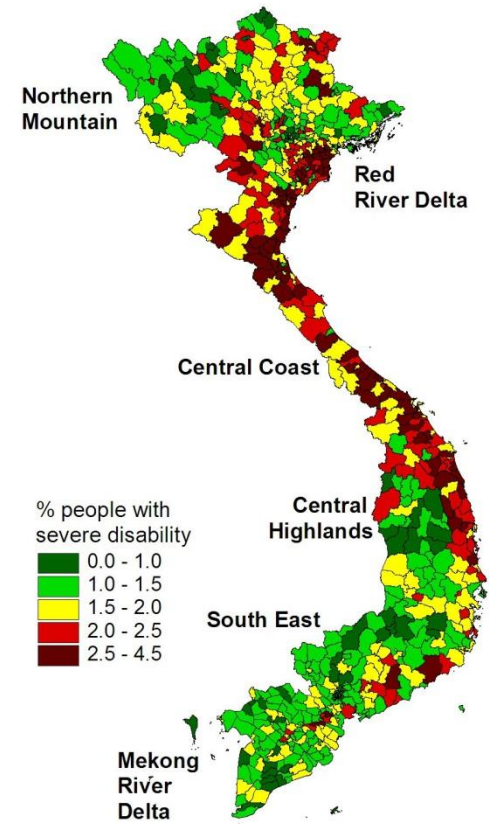 Northern
Mountain
Red
River Delta
Central Coast
% people with
severe disability
0.0 - 1.0
1.0 - 1.5
1.5 - 2.0
2.0 - 2.5
2.5 - 4.5
Central
Highlands
South East
Mekong
River
Delta